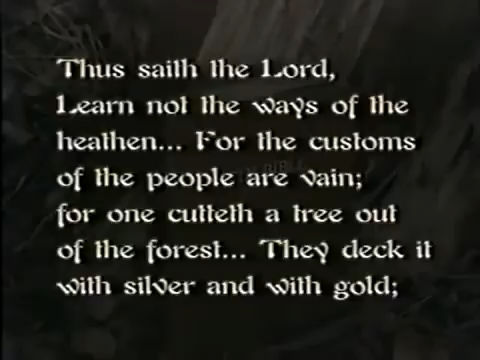 Thus saith the Lord,
Learn not the ways of the
heathen... For the customs
of the people are vain;
for one cutteth a tree out
of the forest... They deck it
with silver and with gold;